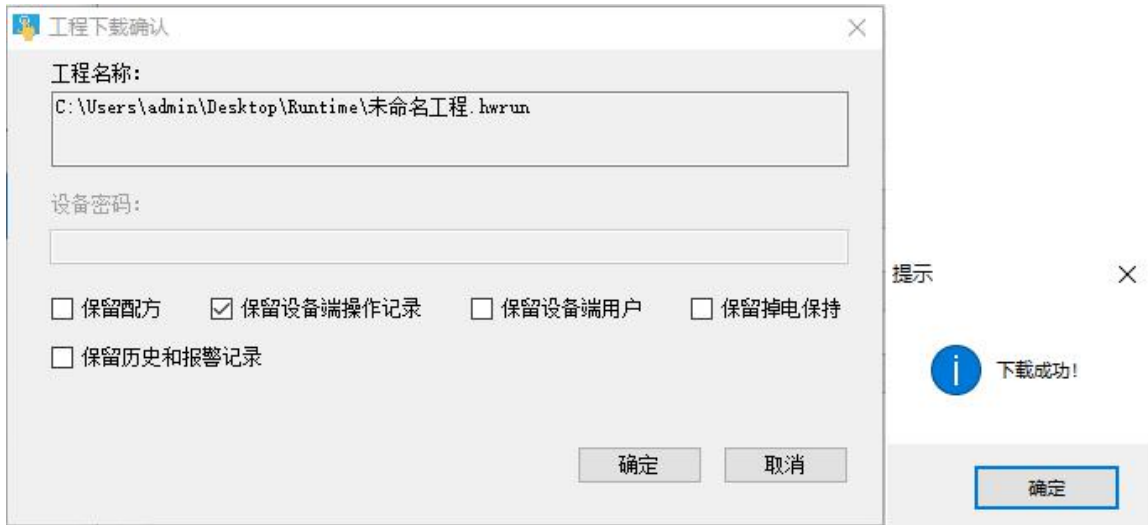 工程下载确认
工程名称:
C:\Users\admin\Desktop\Runtime\未命名工程.hwrun
设备密码:
保留配方 保留设备端操作记录 保留设备端用户 保留掉电保持
保留历史和报警记录
确定 取消
提示
下载成功!
确定